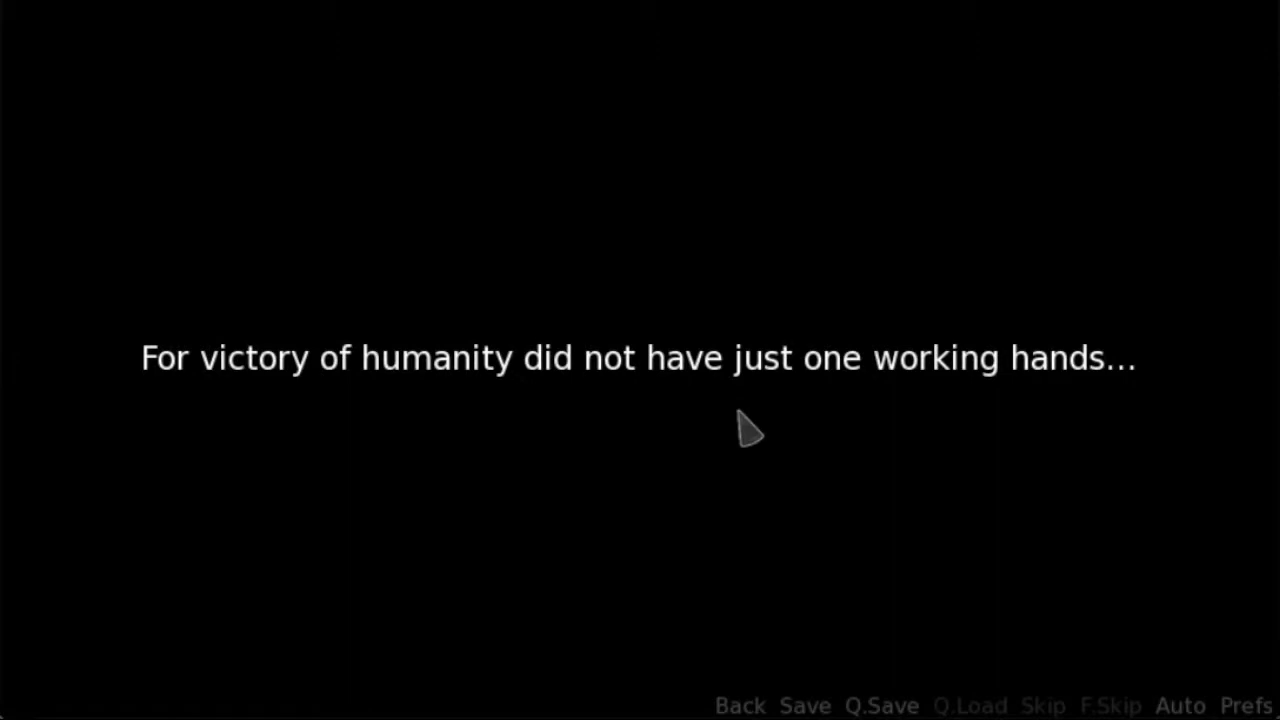 For victory of humanity did not have just one working hands...
Back Save Q.Save Q.Load Skip F.Skip Auto Prefs